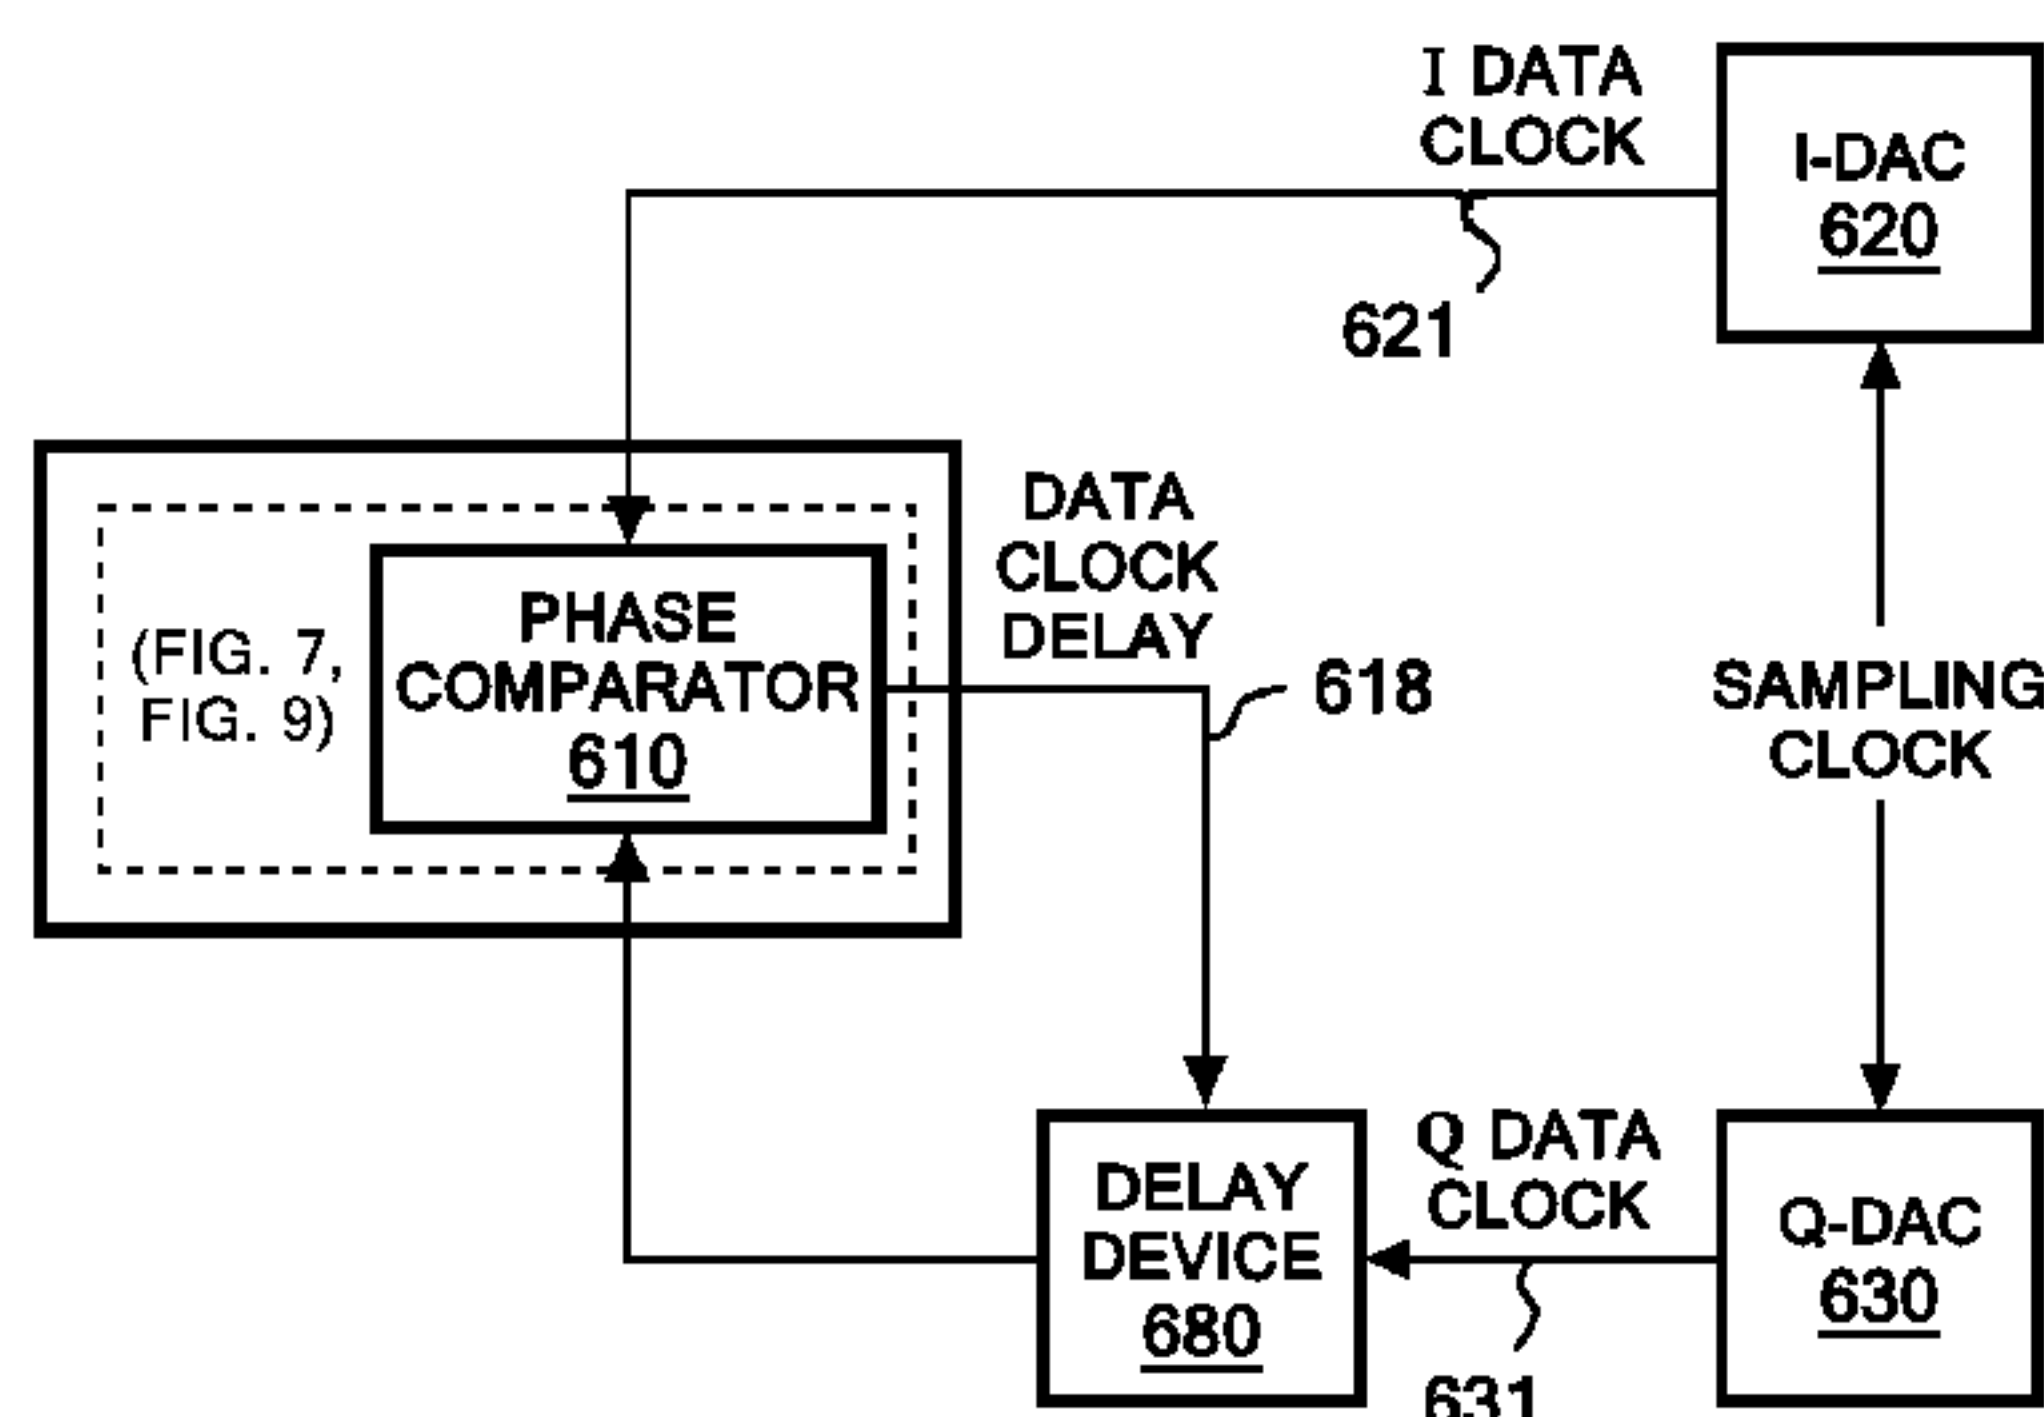 I DATA
CLOCK
I-DAC
620
621
DATA
CLOCK
DELAY
(FIG. 7,
FIG. 9)
PHASE
COMPARATOR
610
618
SAMPLING
CLOCK
DELAY
DEVICE
680
Q DATA
CLOCK
631
Q-DAC
630